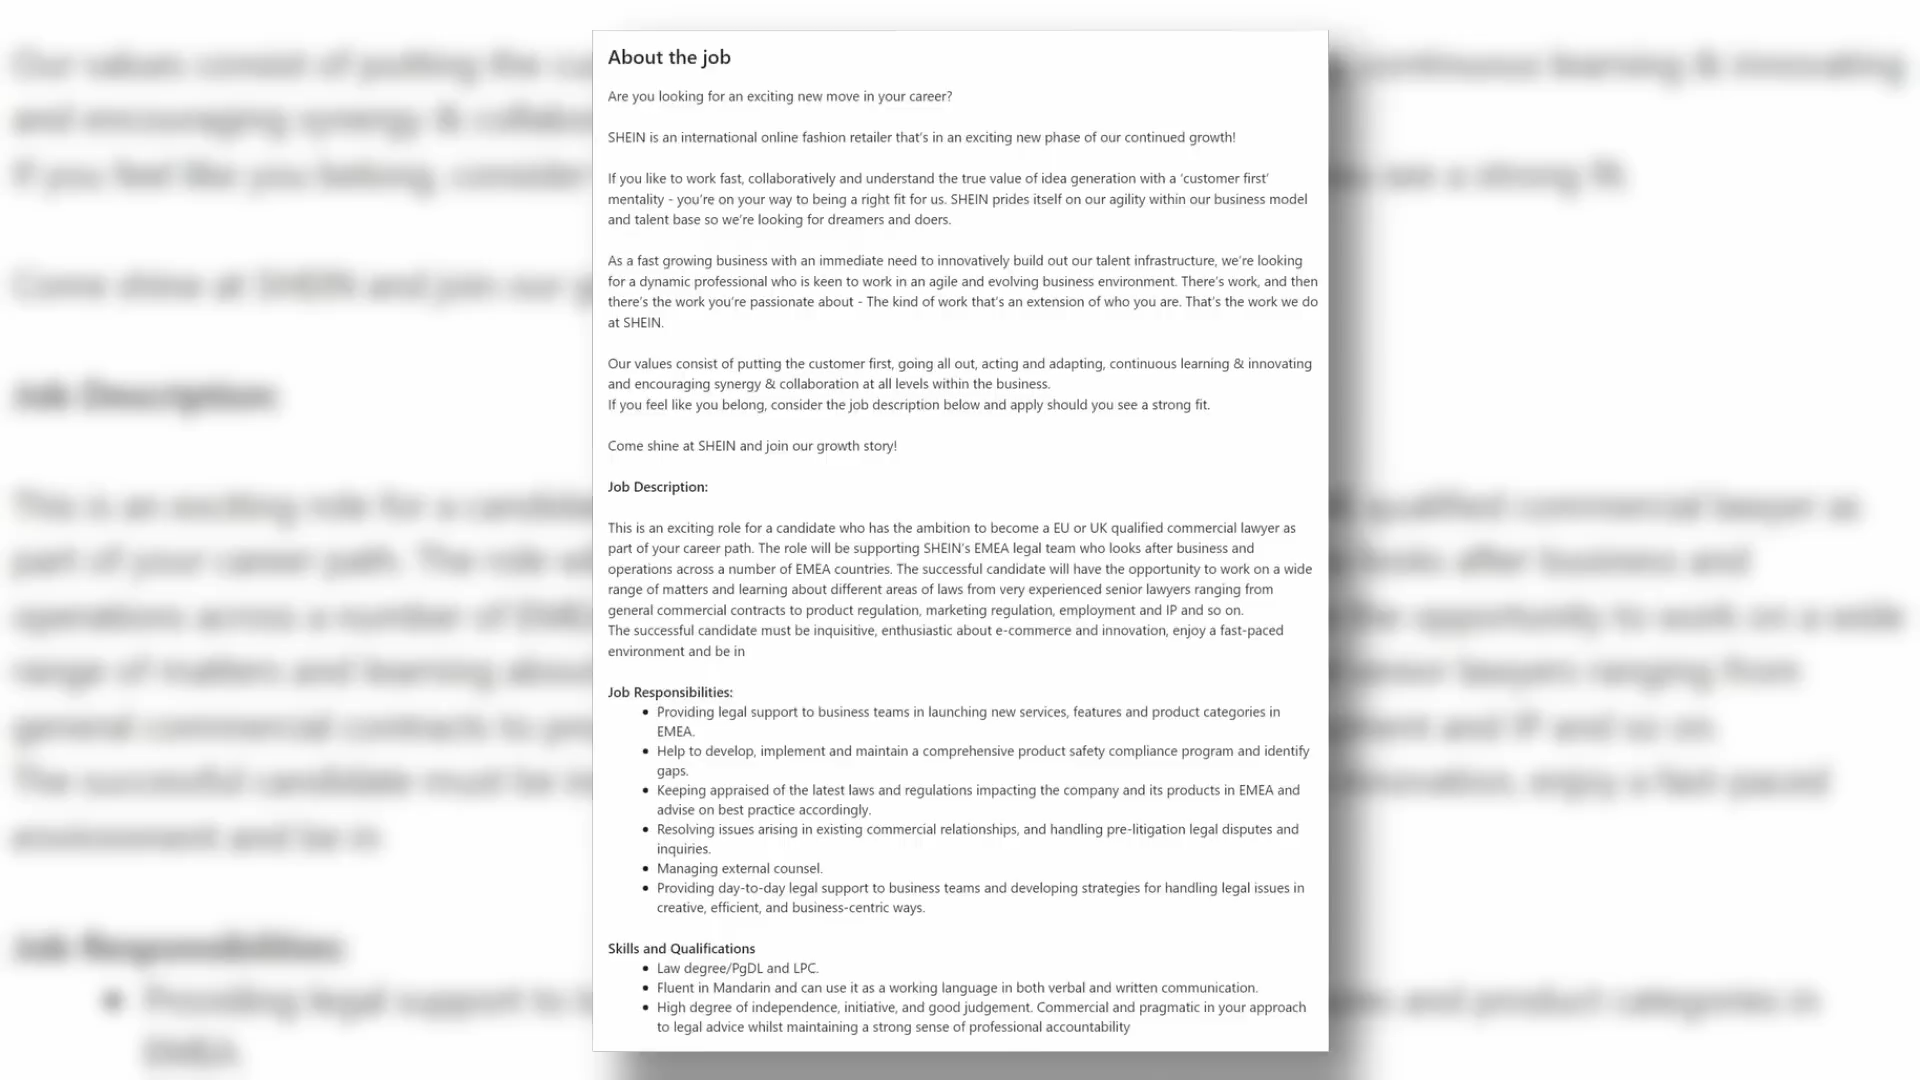 About the job
Are you looking for an exciting new move in your career?
SHEIN is an international online fashion retailer that's in an exciting new phase of our continued growth!
If you like to work fast, collaboratively and understand the true value of idea generation with a ‘customer first’
mentality - you're on your way to being a right fit for us. SHEIN prides itself on our agility within our business model
and talent base so we're looking for dreamers and doers.
As a fast growing business with an immediate need to innovatively build out our talent infrastructure, we're looking
for a dynamic professional who is keen to work in an agile and evolving business environment. There's work, and then
there's the work you're passionate about - The kind of work that's an extension of who you are. That's the work we do
at SHEIN.
Our values consist of putting the customer first, going all out, acting and adapting, continuous learning & innovating
and encouraging synergy & collaboration at all levels within the business.
If you feel like you belong, consider the job description below and apply should you see a strong fit.
Come shine at SHEIN and join our growth story!
Job Description:
This is an exciting role for a candidate who has the ambition to become a EU or UK qualified commercial lawyer as
part of your career path. The role will be supporting SHEIN's EMEA legal team who looks after business and
operations across a number of EMEA countries. The successful candidate will have the opportunity to work on a wide
range of matters and learning about different areas of laws from very experienced senior lawyers ranging from
general commercial contracts to product regulation, marketing regulation, employment and IP and so on.
The successful candidate must be inquisitive, enthusiastic about e-commerce and innovation, enjoy a fast-paced
environment and be in
Job Responsibilities:
• Providing legal support to business teams in launching new services, features and product categories in
EMEA.
• Help to develop, implement and maintain a comprehensive product safety compliance program and identify
gaps.
• Keeping appraised of the latest laws and regulations impacting the company and its products in EMEA and
advise on best practice accordingly.
• Resolving issues arising in existing commercial relationships, and handling pre-litigation legal disputes and
inquiries.
• Managing external counsel.
• Providing day-to-day legal support to business teams and developing strategies for handling legal issues in
creative, efficient, and business-centric ways.
Skills and Qualifications
• Law degree/PgDL and LPC.
• Fluent in Mandarin and can use it as a working language in both verbal and written communication.
• High degree of independence, initiative, and good judgement. Commercial and pragmatic in your approach
to legal advice whilst maintaining a strong sense of professional accountability